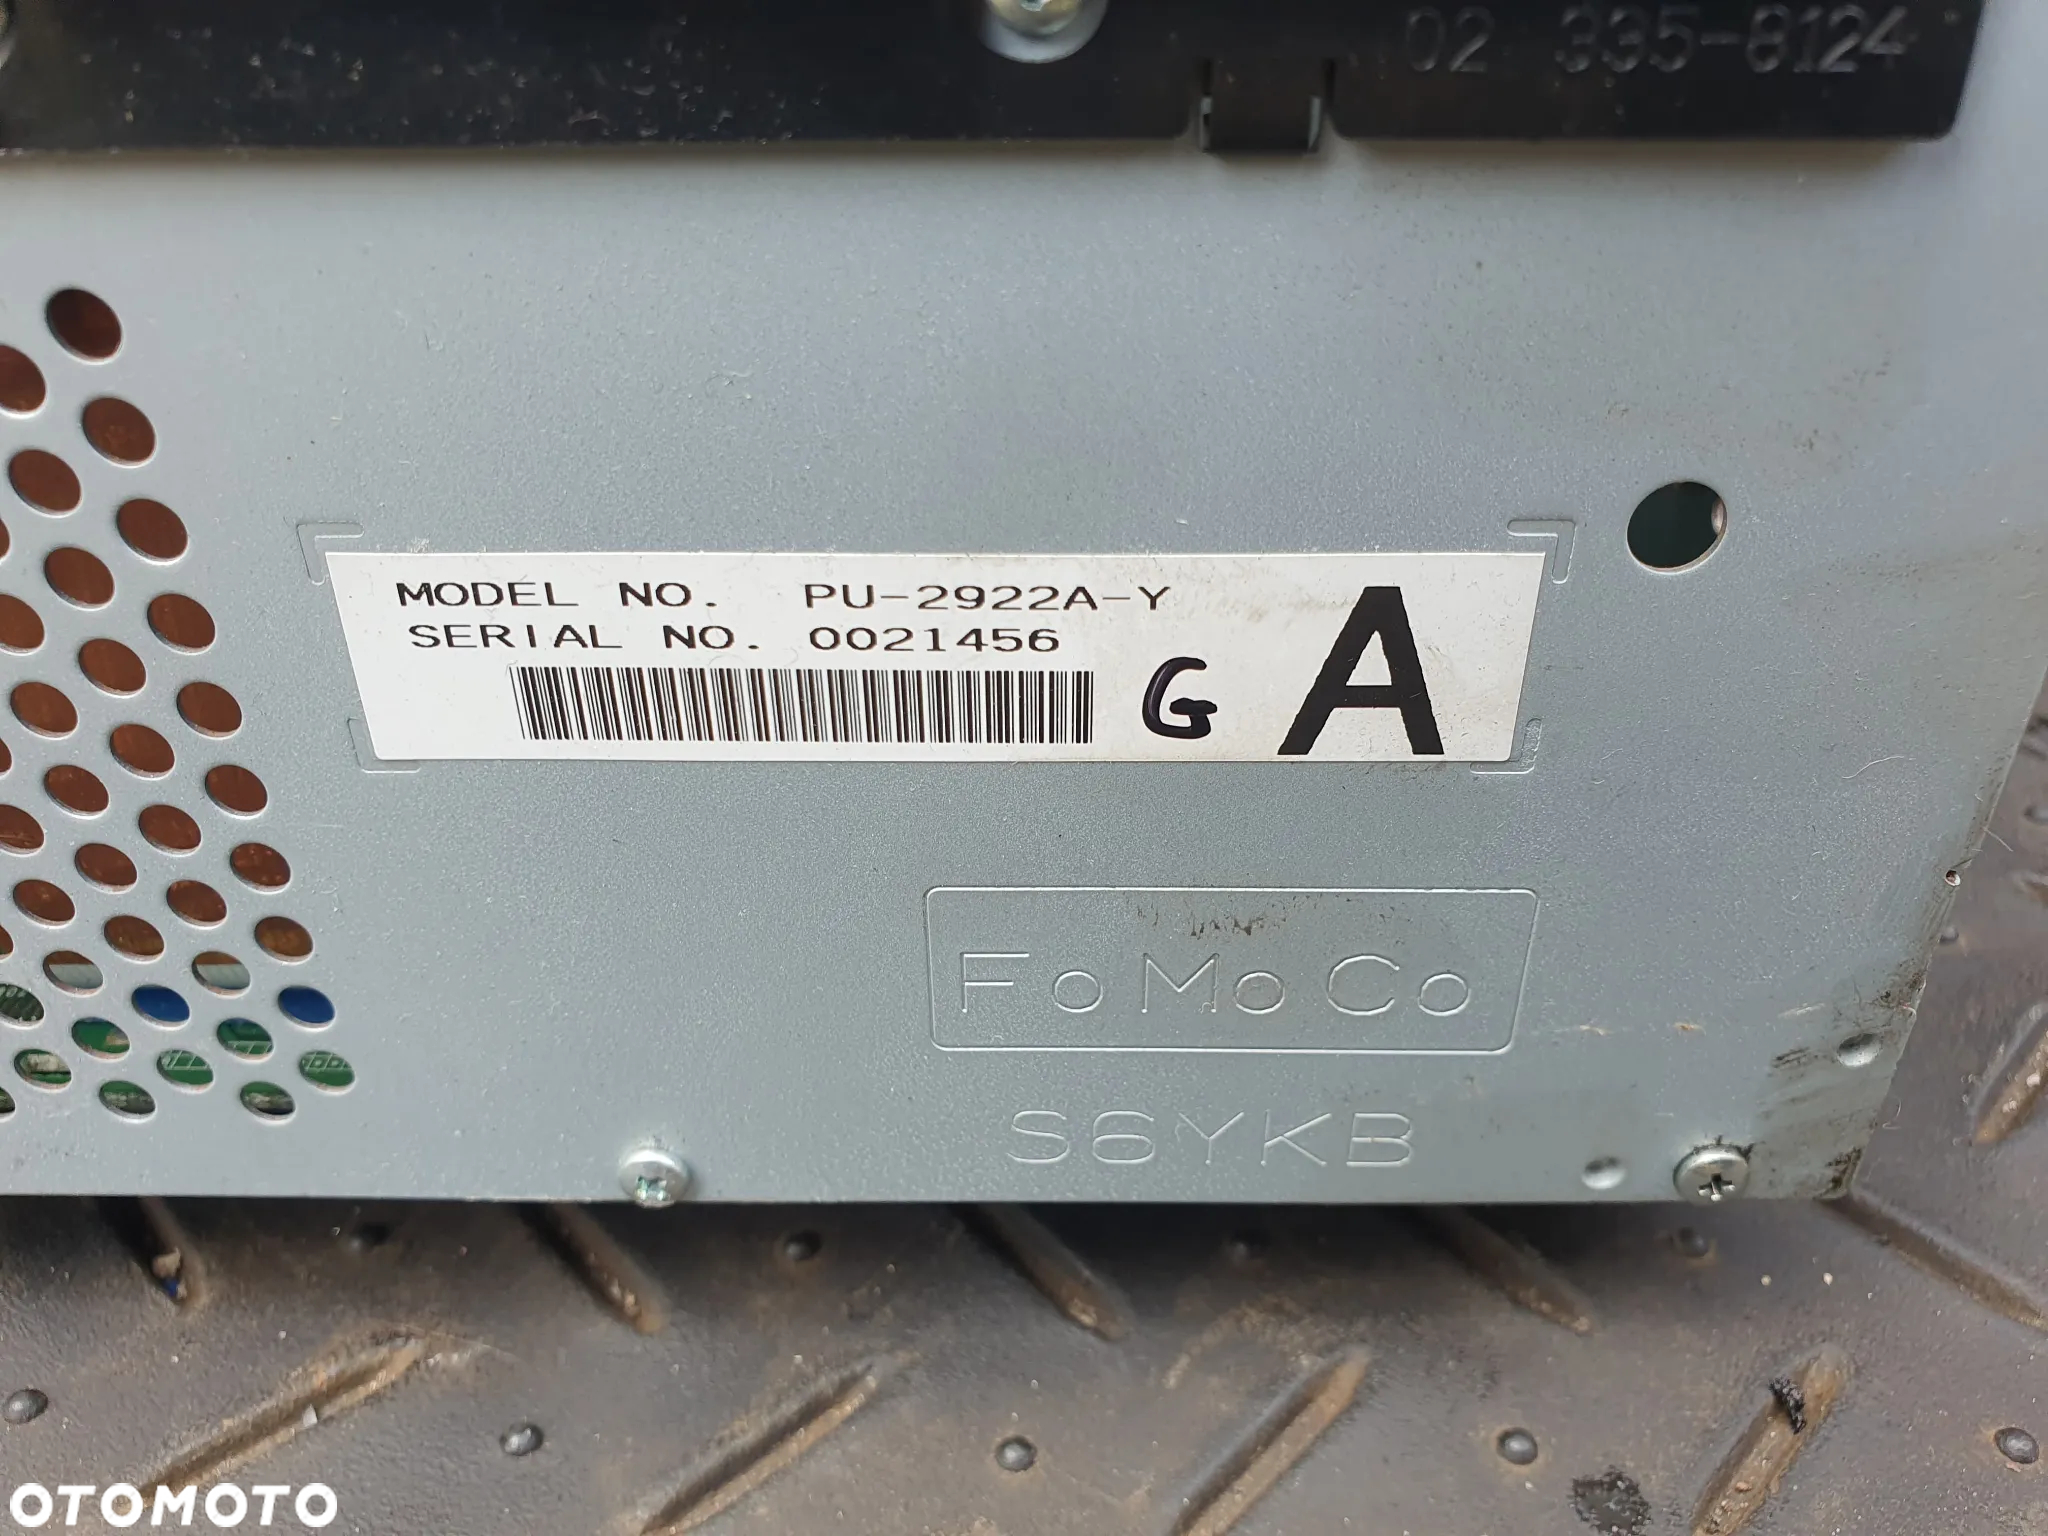 02 335-8124
MODEL NO. PU-2922A-Y
SERIAL NO. 0021456
G A
FoMoCo
S6YKB
OTOMOTO